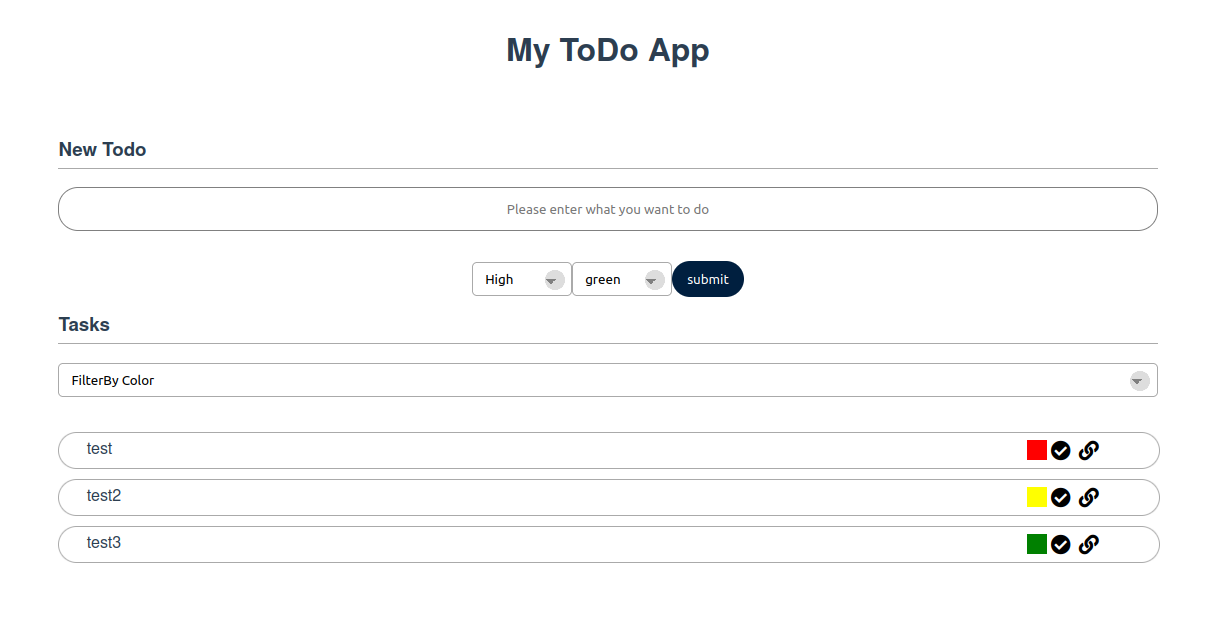 My ToDo App
New Todo
Please enter what you want to do
High green submit
Tasks
FilterBy Color
test
test2
test3